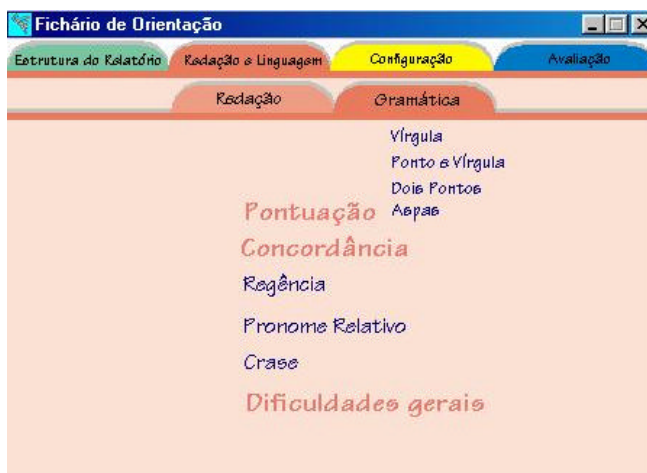 Fichário de Orientação
Estrutura do Relatório Redação e Linguagem Configuração Avaliação
Redação Gramática
Vírgula
Ponto e Vírgula
Dois Pontos
Pontuação Aspas
Concordância
Regência
Pronome Relativo
Crase
Dificuldades gerais